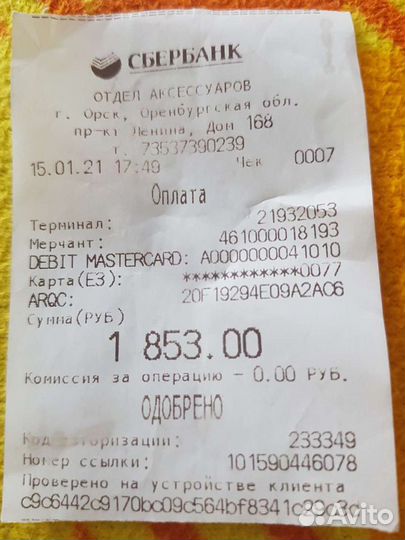 СБЕРБАНК
ОТДЕЛ АКСЕССУАРОВ
г. Орск, Оренбургская обл.
пр-кт Ленина, Дом 168
т. 73537390239
15.01.21 17:49 Чек 0007
Оплата
Терминал: 21932053
Мерчант: 461000018193
DEBIT MASTERCARD: A0000000041010
Карта(E3): ************0077
ARQC: 20F19294E09A2AC6
Сумма(РУБ)
1 853.00
Комиссия за операцию - 0.00 РУБ.
ОДОБРЕНО
Код авторизации: 233349
Номер ссылки: 101590446078
Проверено на устройстве клиента
Avito